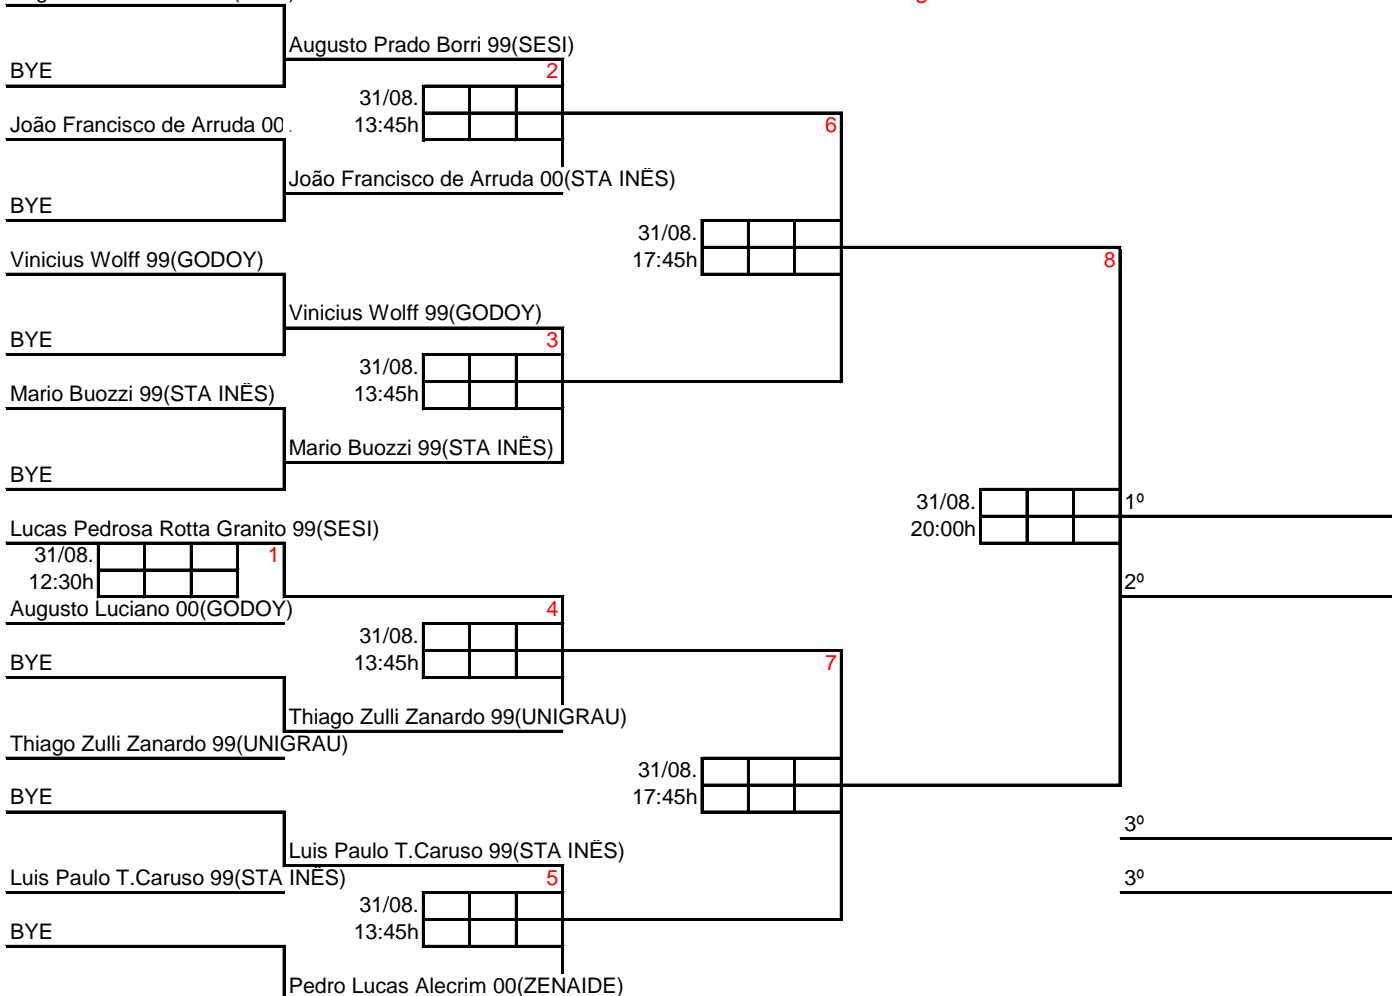 Augusto Prado Borri 99(SESI)
BYE
2
31/08.
13:45h
João Francisco de Arruda 00.
6
João Francisco de Arruda 00(STA INÊS)
BYE
31/08.
17:45h
Vinicius Wolff 99(GODOY)
8
Vinicius Wolff 99(GODOY)
BYE
3
31/08.
13:45h
Mario Buozzi 99(STA INÊS)
Mario Buozzi 99(STA INÊS)
BYE
31/08.
20:00h
1º
Lucas Pedrosa Rotta Granito 99(SESI)
31/08.
12:30h
1
2º
Augusto Luciano 00(GODOY)
4
31/08.
13:45h
BYE
7
Thiago Zulli Zanardo 99(UNIGRAU)
Thiago Zulli Zanardo 99(UNIGRAU)
31/08.
17:45h
BYE
3º
Luis Paulo T.Caruso 99(STA INÊS)
Luis Paulo T.Caruso 99(STA INÊS)
5
3º
31/08.
13:45h
BYE
Pedro Lucas Alecrim 00(ZENAIDE)